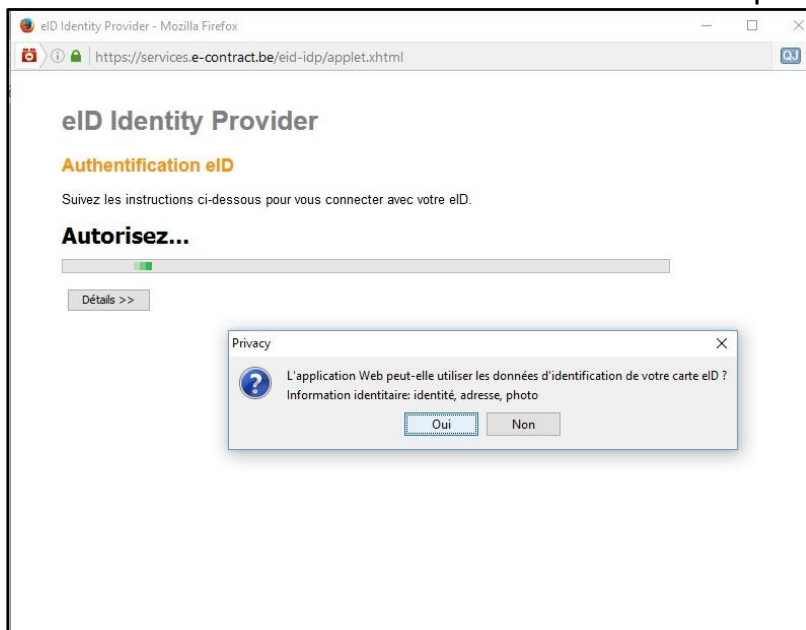 eID Identity Provider - Mozilla Firefox
https://services.e-contract.be/eid-idp/applet.xhtml
QJ
eID Identity Provider
Authentification eID
Suivez les instructions ci-dessous pour vous connecter avec votre eID.
Autorisez...
Détails >>
Privacy
L'application Web peut-elle utiliser les données d'identification de votre carte eID ?
Information identitaire: identité, adresse, photo
Oui Non